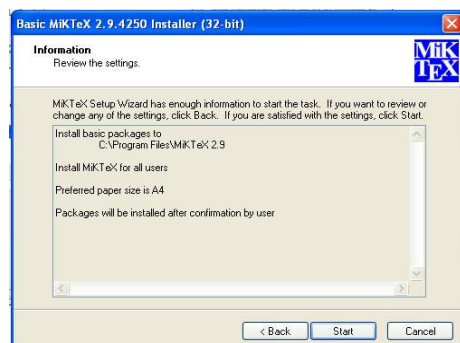 Basic MiKTeX 2.9.4250 Installer (32-bit)
Information
Review the settings.
MiK
TEX
MiKTeX Setup Wizard has enough information to start the task. If you want to review or
change any of the settings, click Back. If you are satisfied with the settings, click Start.
Install basic packages to
C:\Program Files\MiKTeX 2.9
Install MiKTeX for all users
Preferred paper size is A4
Packages will be installed after confirmation by user
< Back
Start
Cancel